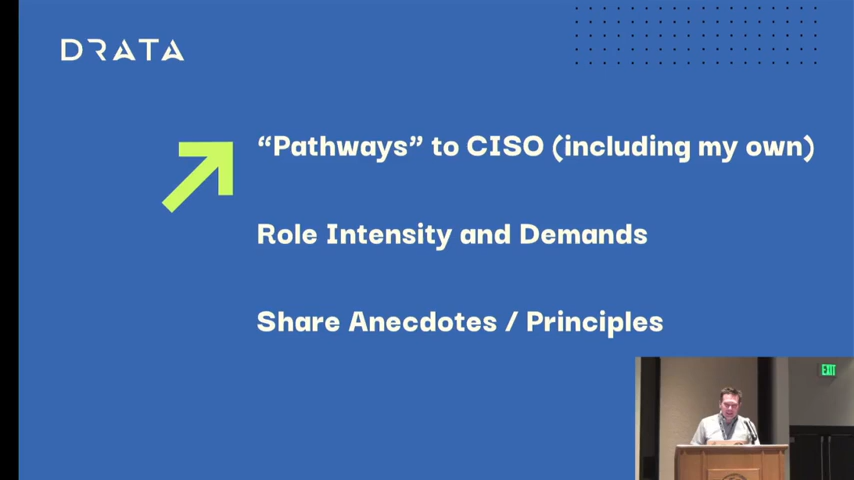 DRATA
“Pathways” to CISO (including my own)
Role Intensity and Demands
Share Anecdotes / Principles
EXIT